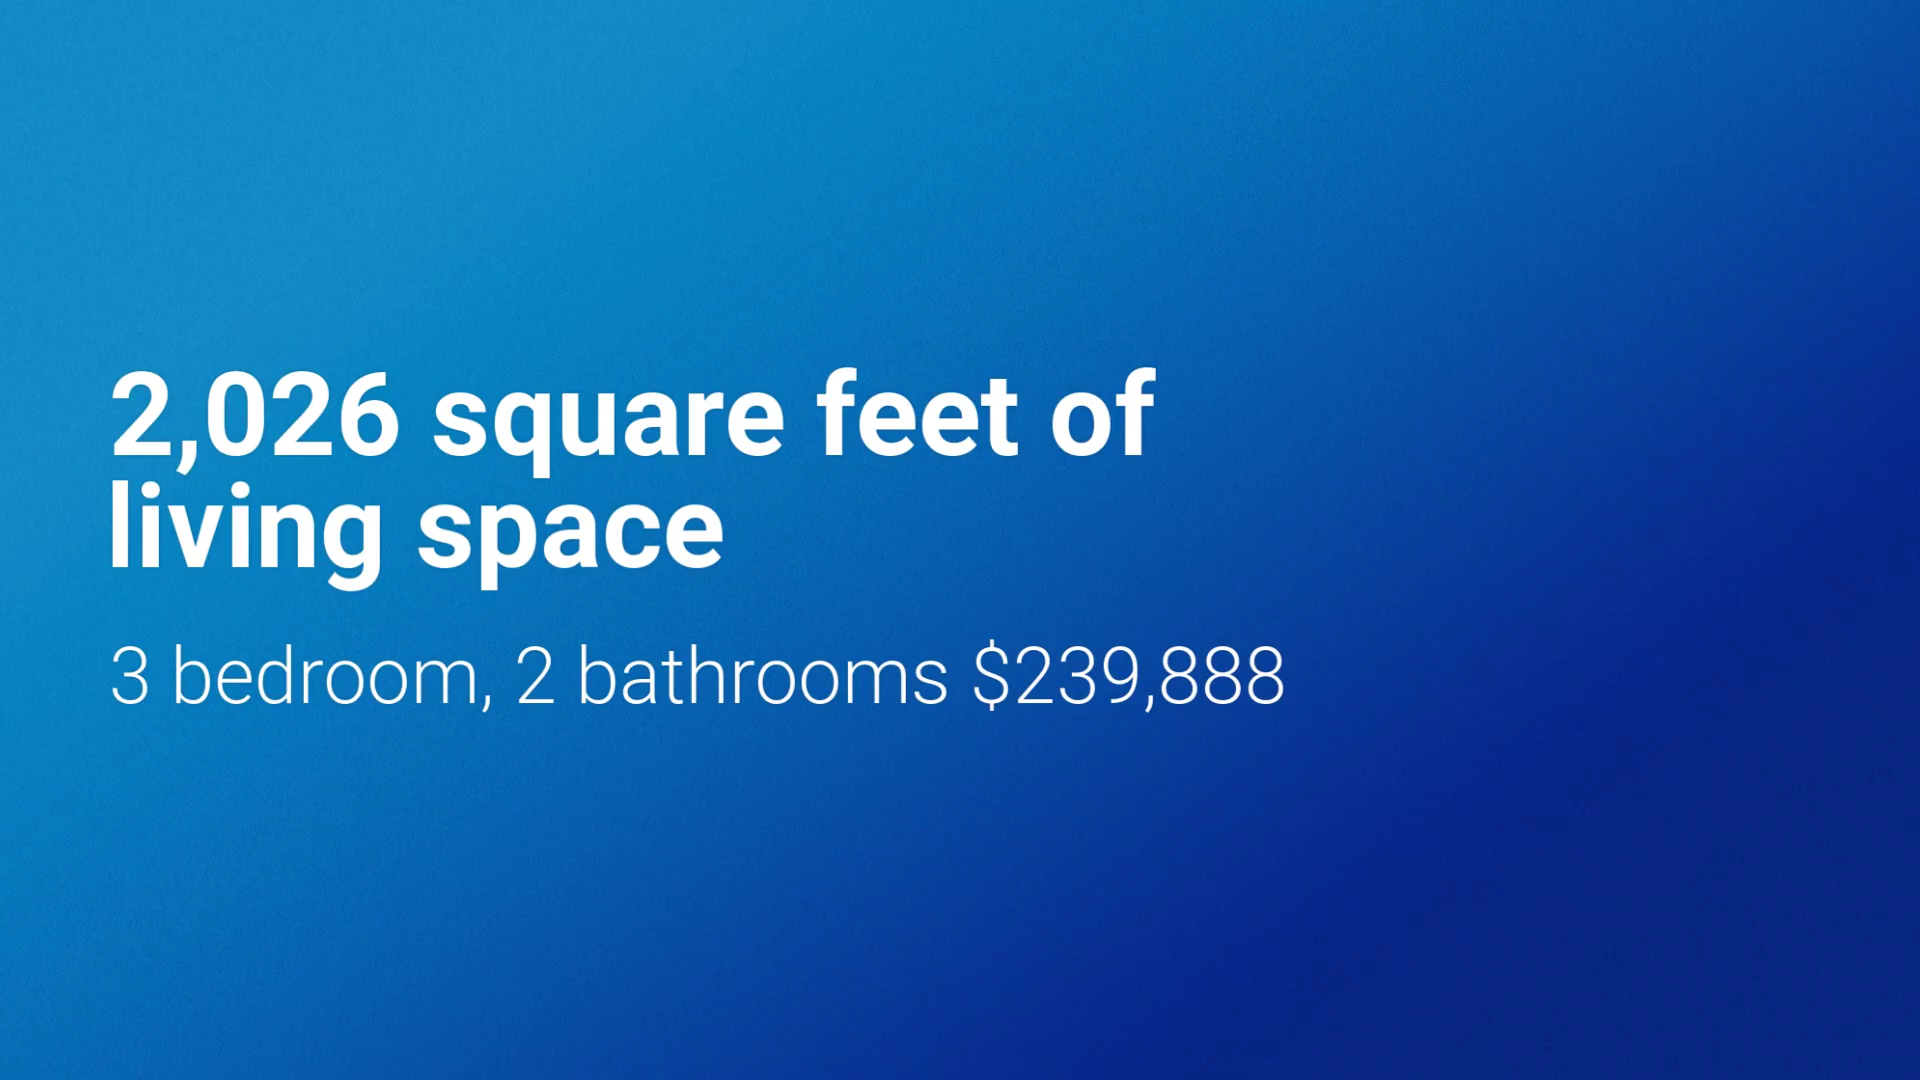 2,026 square feet of
living space
3 bedroom, 2 bathrooms $239,888